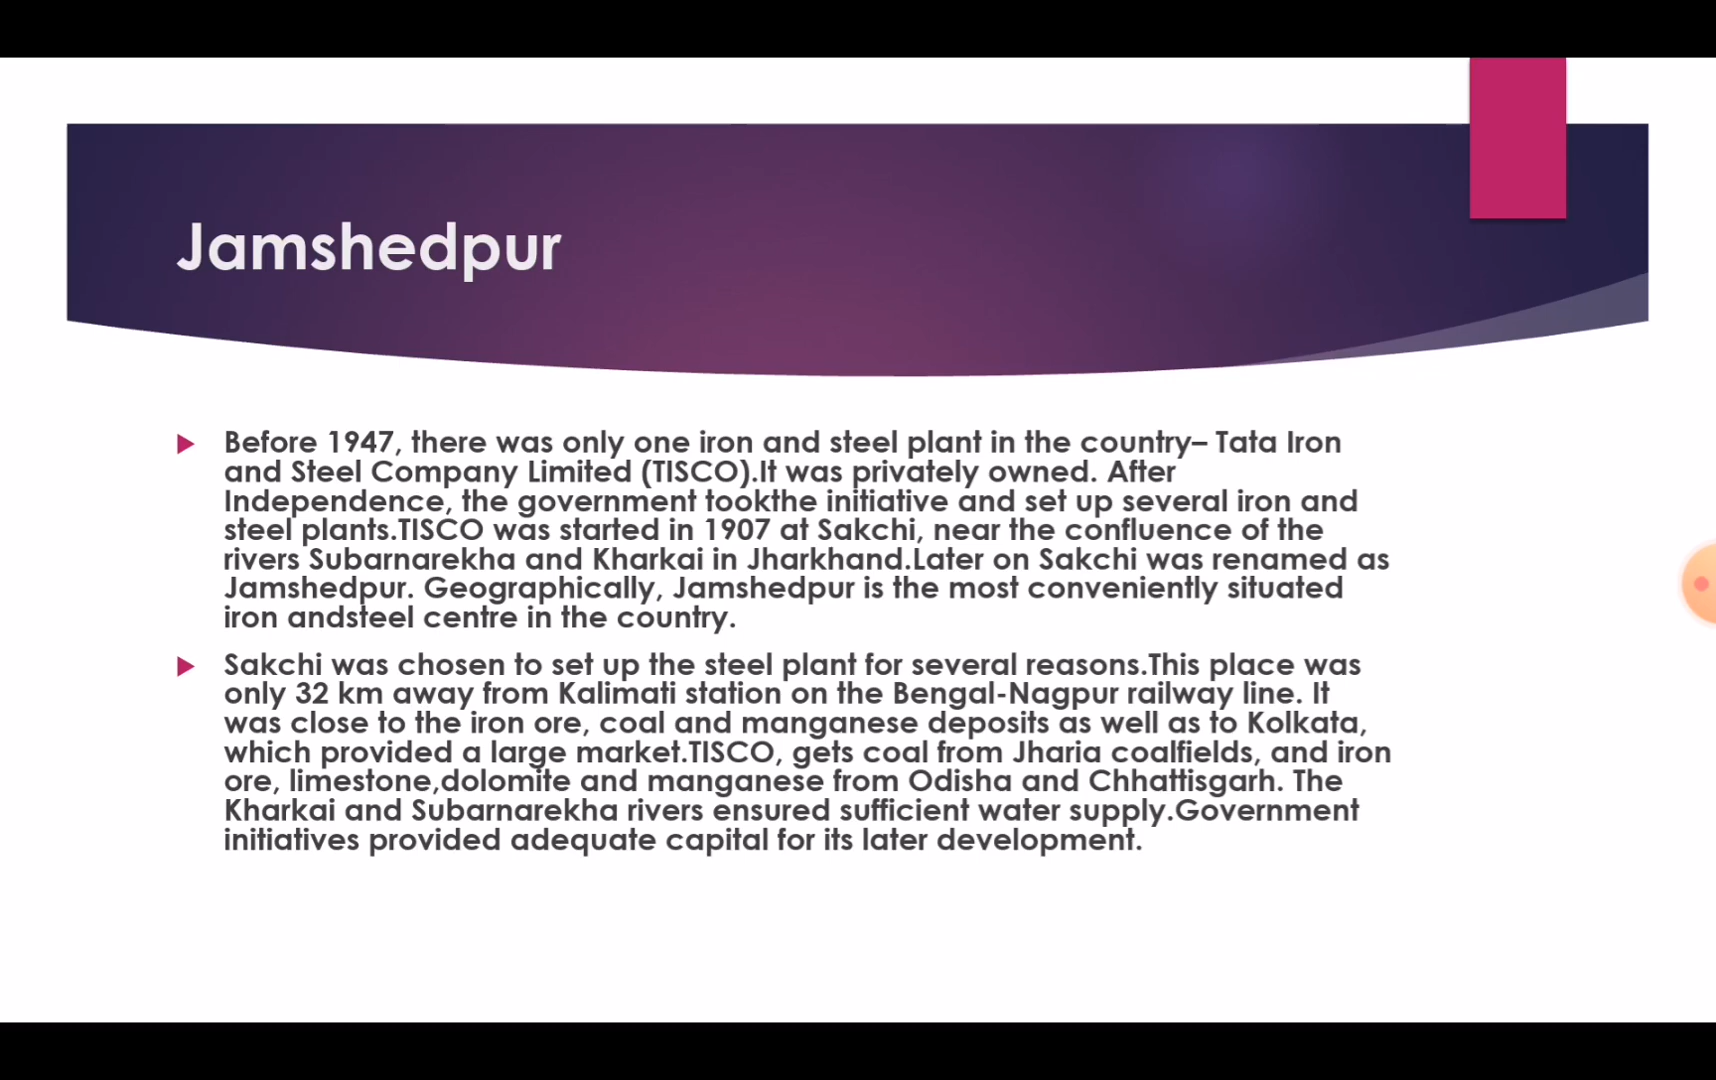 Jamshedpur
Before 1947, there was only one iron and steel plant in the country– Tata Iron
and Steel Company Limited (TISCO).It was privately owned. After
Independence, the government tookthe initiative and set up several iron and
steel plants.TISCO was started in 1907 at Sakchi, near the confluence of the
rivers Subarnarekha and Kharkai in Jharkhand.Later on Sakchi was renamed as
Jamshedpur. Geographically, Jamshedpur is the most conveniently situated
iron andsteel centre in the country.
Sakchi was chosen to set up the steel plant for several reasons.This place was
only 32 km away from Kalimati station on the Bengal-Nagpur railway line. It
was close to the iron ore, coal and manganese deposits as well as to Kolkata,
which provided a large market.TISCO, gets coal from Jharia coalfields, and iron
ore, limestone,dolomite and manganese from Odisha and Chhattisgarh. The
Kharkai and Subarnarekha rivers ensured sufficient water supply.Government
initiatives provided adequate capital for its later development.